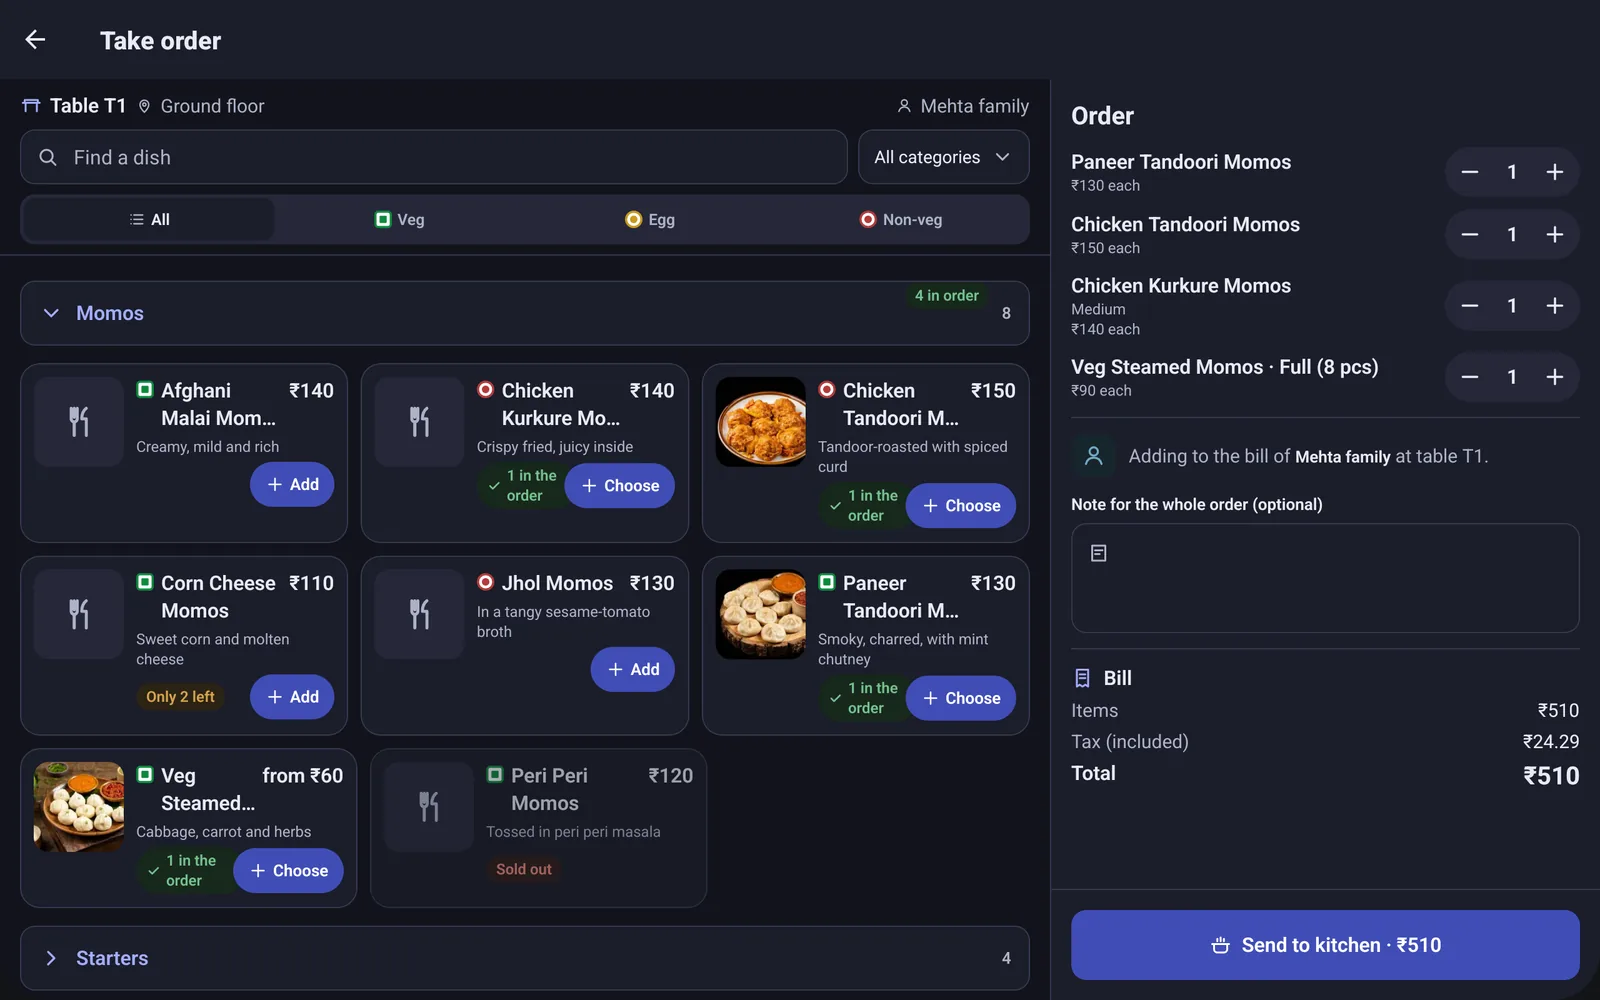 Take order
Table T1 Ground floor Mehta family
Find a dish All categories
All Veg Egg Non-veg
Momos 4 in order 8
Afghani ₹140
Malai Mom...
Creamy, mild and rich
+ Add
Chicken ₹140
Kurkure Mo...
Crispy fried, juicy inside
1 in the
order
+ Choose
Chicken ₹150
Tandoori M...
Tandoor-roasted with spiced
curd
1 in the
order
+ Choose
Corn Cheese ₹110
Momos
Sweet corn and molten
cheese
Only 2 left + Add
Jhol Momos ₹130
In a tangy sesame-tomato
broth
+ Add
Paneer ₹130
Tandoori M...
Smoky, charred, with mint
chutney
1 in the
order
+ Choose
Veg from ₹60
Steamed...
Cabbage, carrot and herbs
1 in the
order
+ Choose
Peri Peri ₹120
Momos
Tossed in peri peri masala
Sold out
Starters 4
Order
Paneer Tandoori Momos
₹130 each
− 1 +
Chicken Tandoori Momos
₹150 each
− 1 +
Chicken Kurkure Momos
Medium
₹140 each
− 1 +
Veg Steamed Momos · Full (8 pcs)
₹90 each
− 1 +
Adding to the bill of Mehta family at table T1.
Note for the whole order (optional)
Bill
Items ₹510
Tax (included) ₹24.29
Total ₹510
Send to kitchen · ₹510